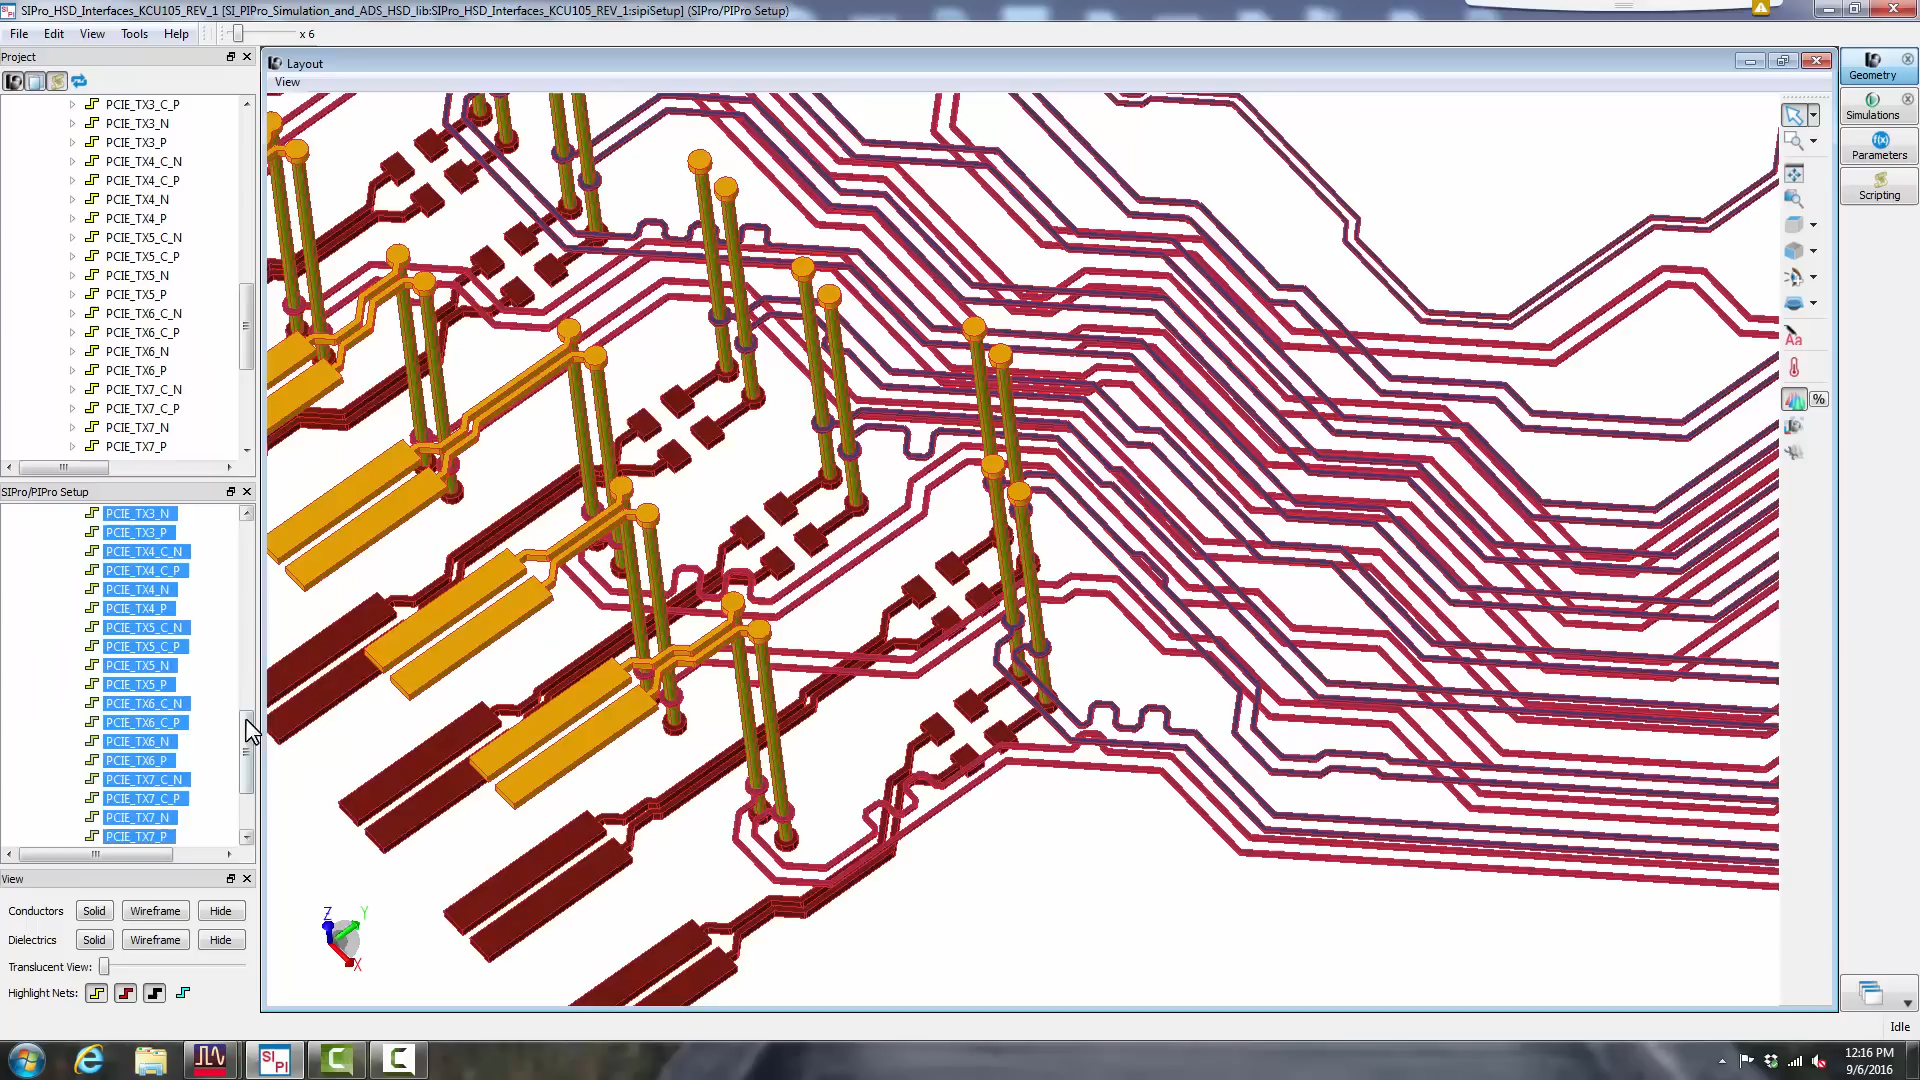 SIPro_HSD_Interfaces_KCU105_REV_1 [SI_PIPro_Simulation_and_ADS_HSD_lib:SIPro_HSD_Interfaces_KCU105_REV_1:sipiSetup] (SIPro/PIPro Setup)
File Edit View Tools Help x 6
Project
PCIE_TX3_C_P
PCIE_TX3_N
PCIE_TX3_P
PCIE_TX4_C_N
PCIE_TX4_C_P
PCIE_TX4_N
PCIE_TX4_P
PCIE_TX5_C_N
PCIE_TX5_C_P
PCIE_TX5_N
PCIE_TX5_P
PCIE_TX6_C_N
PCIE_TX6_C_P
PCIE_TX6_N
PCIE_TX6_P
PCIE_TX7_C_N
PCIE_TX7_C_P
PCIE_TX7_N
PCIE_TX7_P
SIPro/PIPro Setup
PCIE_TX3_N
PCIE_TX3_P
PCIE_TX4_C_N
PCIE_TX4_C_P
PCIE_TX4_N
PCIE_TX4_P
PCIE_TX5_C_N
PCIE_TX5_C_P
PCIE_TX5_N
PCIE_TX5_P
PCIE_TX6_C_N
PCIE_TX6_C_P
PCIE_TX6_N
PCIE_TX6_P
PCIE_TX7_C_N
PCIE_TX7_C_P
PCIE_TX7_N
PCIE_TX7_P
View
Conductors Solid Wireframe Hide
Dielectrics Solid Wireframe Hide
Translucent View:
Highlight Nets:
Layout
View
Z
Y
X
Aa
%
Geometry
Simulations
f(x)
Parameters
Scripting
Idle
SI
PI
12:16 PM
9/6/2016